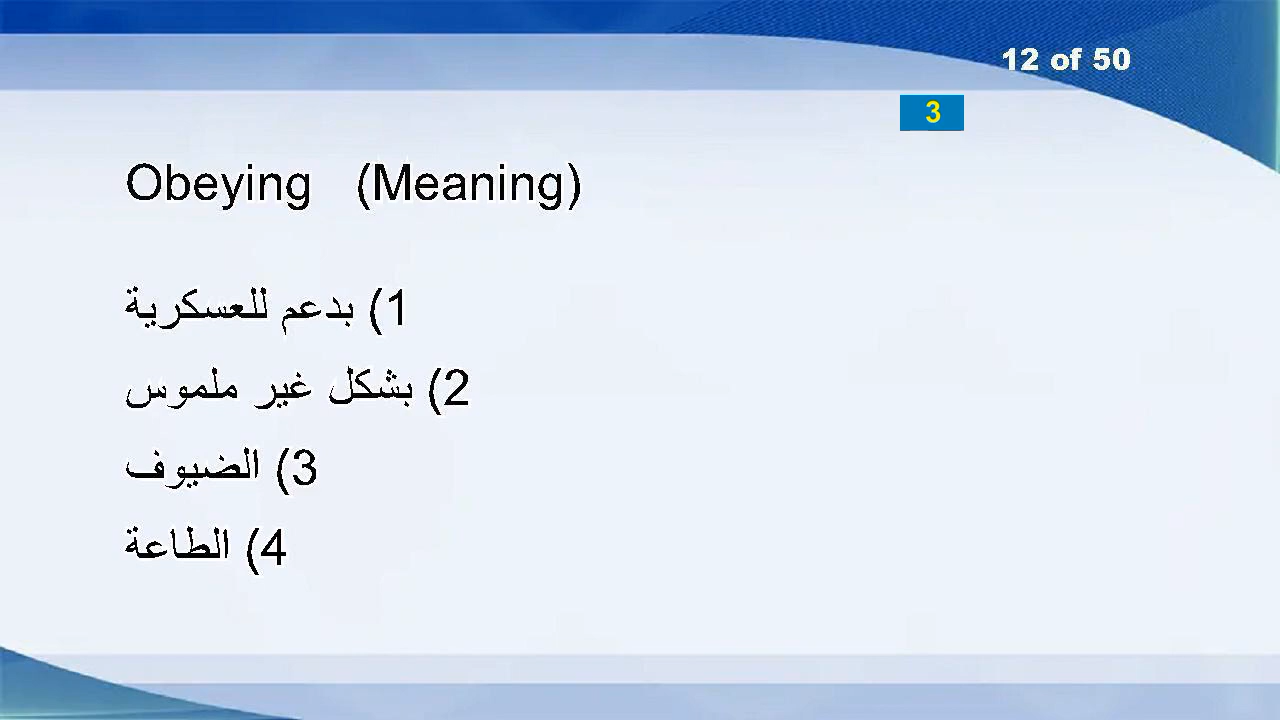 12 of 50
3
Obeying (Meaning)
1) بدعم للعسكرية
2) بشكل غير ملموس
3) الضيوف
4) الطاعة